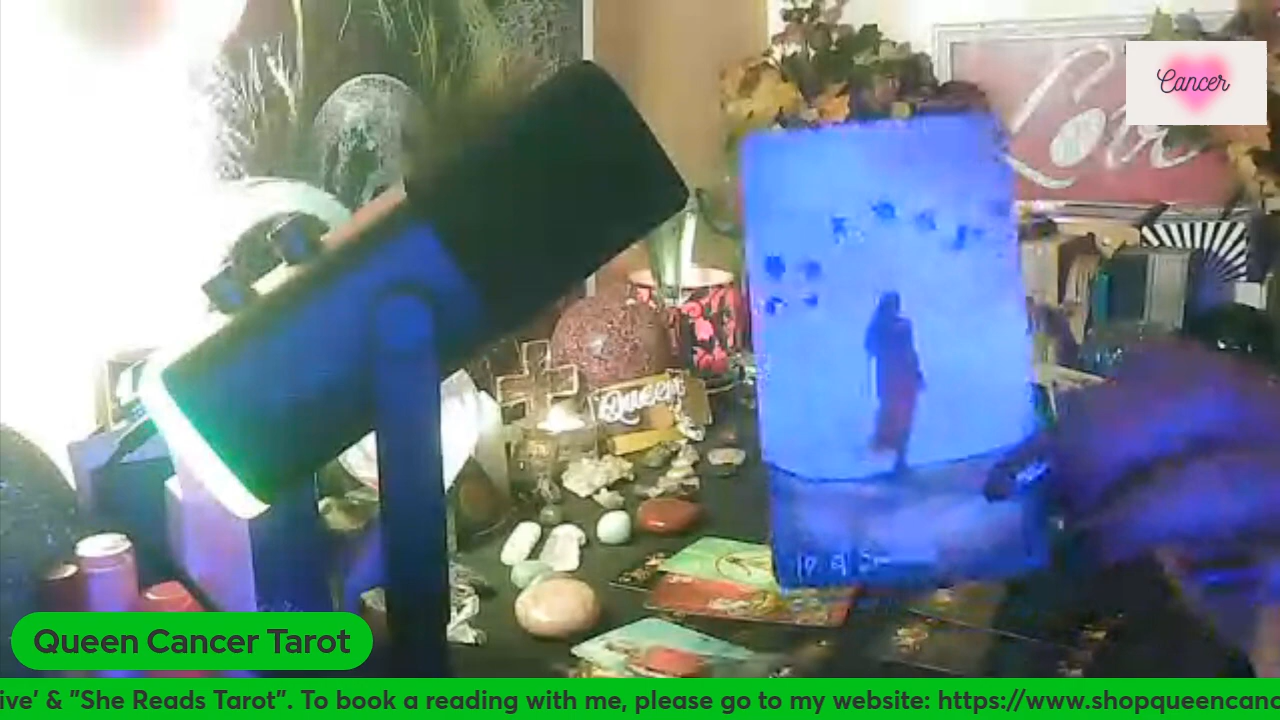 Cancer
Love
Queen
Queen Cancer Tarot
ive' & "She Reads Tarot". To book a reading with me, please go to my website: https://www.shopqueencanc